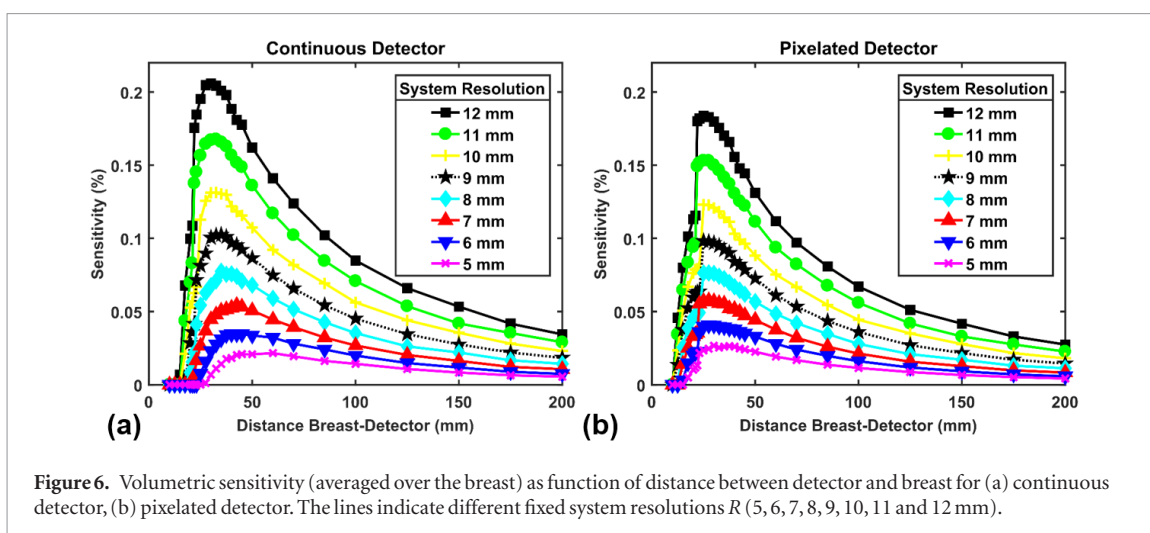 Continuous Detector
Sensitivity (%)
0.2
0.15
0.1
0.05
0
System Resolution
12 mm
11 mm
10 mm
9 mm
8 mm
7 mm
6 mm
5 mm
0 50 100 150 200
(a) Distance Breast-Detector (mm)
Pixelated Detector
Sensitivity (%)
0.2
0.15
0.1
0.05
0
System Resolution
12 mm
11 mm
10 mm
9 mm
8 mm
7 mm
6 mm
5 mm
0 50 100 150 200
(b) Distance Breast-Detector (mm)
Figure 6. Volumetric sensitivity (averaged over the breast) as function of distance between detector and breast for (a) continuous
detector, (b) pixelated detector. The lines indicate different fixed system resolutions R (5, 6, 7, 8, 9, 10, 11 and 12 mm).